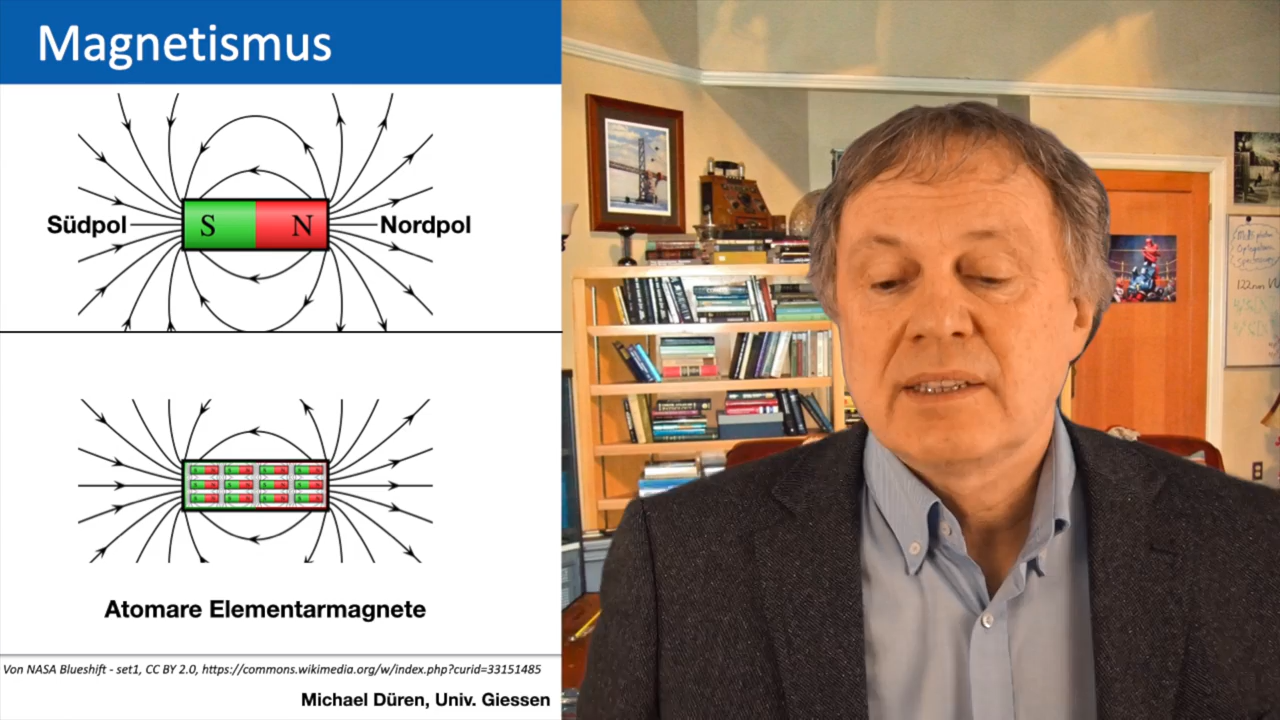 Magnetismus
Südpol
S N
Nordpol
Atomare Elementarmagnete
Von NASA Blueshift - set1, CC BY 2.0, https://commons.wikimedia.org/w/index.php?curid=33151485
Michael Düren, Univ. Giessen